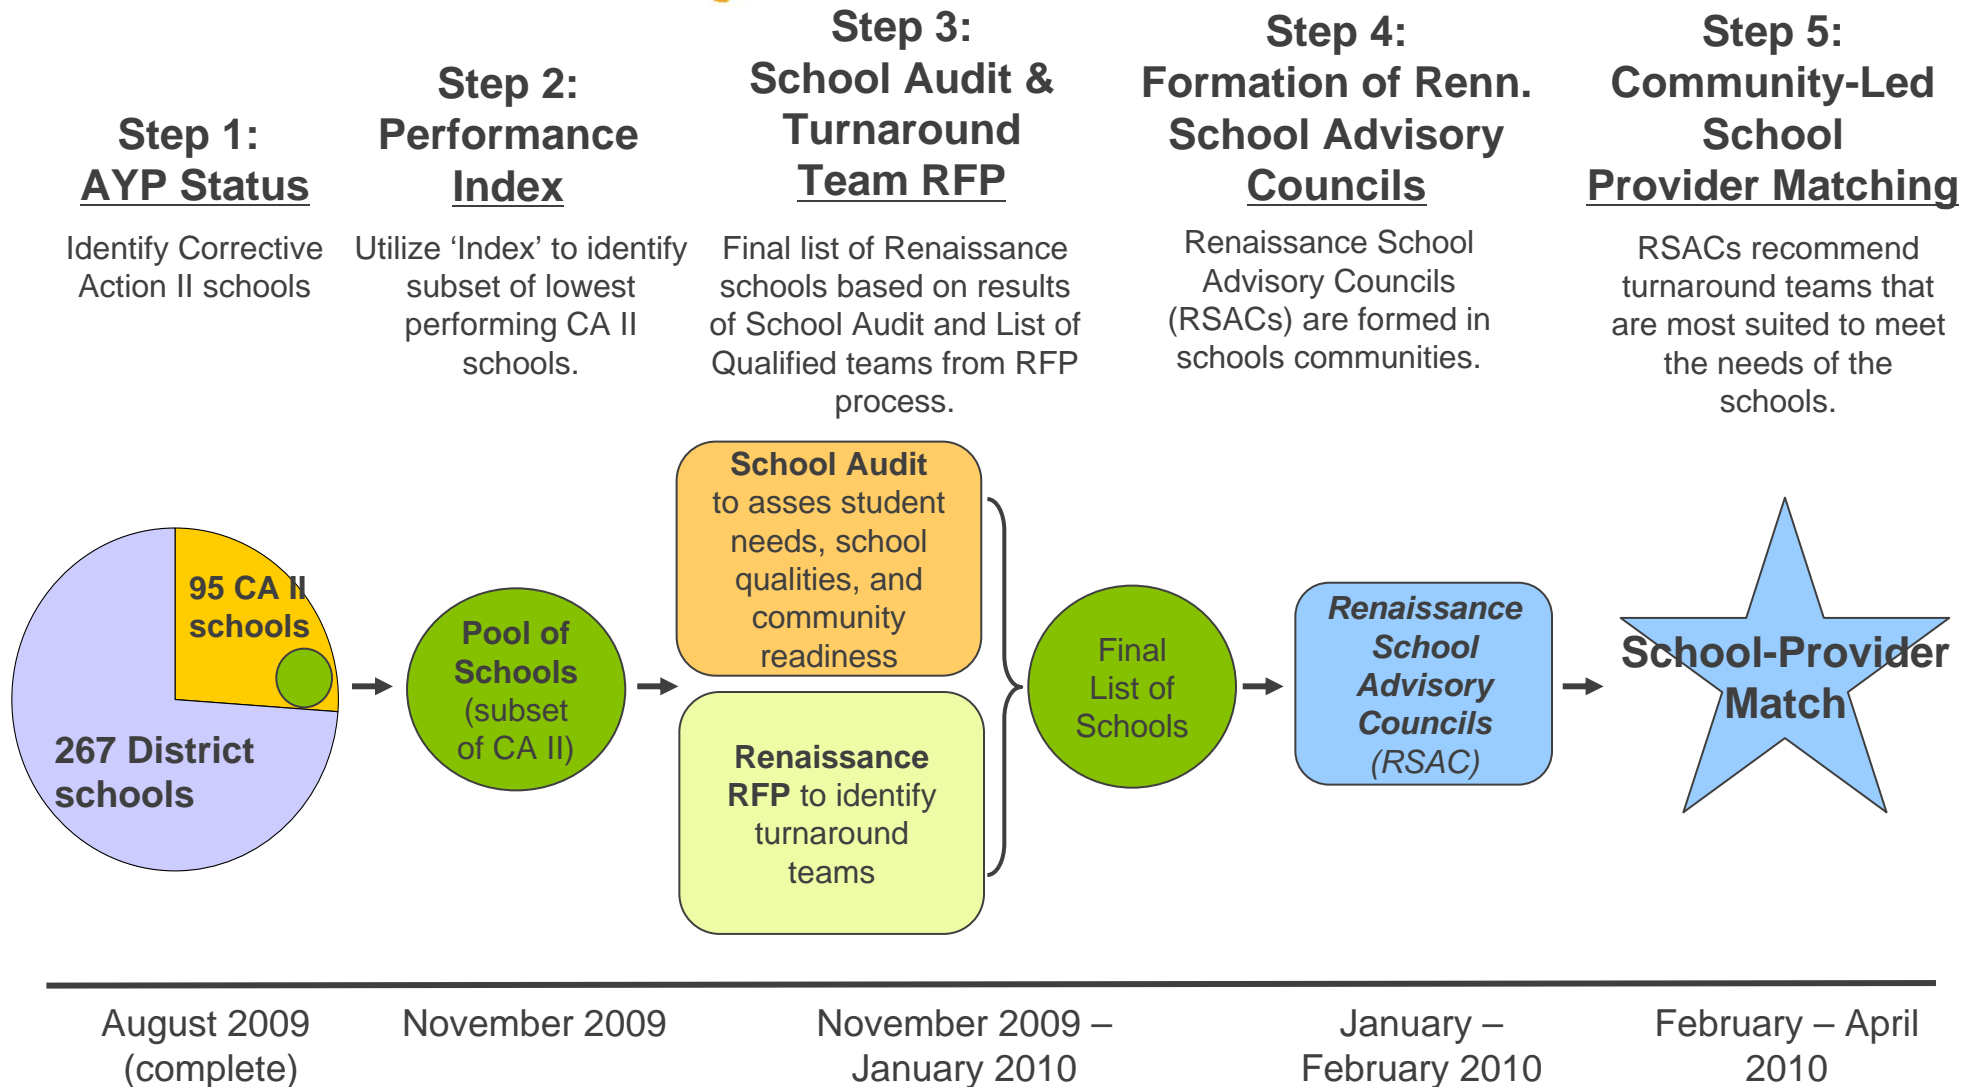 Step 1:
AYP Status
Identify Corrective
Action II schools
Step 2:
Performance
Index
Utilize ‘Index’ to identify
subset of lowest
performing CA II
schools.
Step 3:
School Audit &
Turnaround
Team RFP
Final list of Renaissance
schools based on results
of School Audit and List of
Qualified teams from RFP
process.
Step 4:
Formation of Renn.
School Advisory
Councils
Renaissance School
Advisory Councils
(RSACs) are formed in
schools communities.
Step 5:
Community-Led
School
Provider Matching
RSACs recommend
turnaround teams that
are most suited to meet
the needs of the
schools.
95 CA II
schools
267 District
schools
Pool of
Schools
(subset
of CA II)
School Audit
to asses student
needs, school
qualities, and
community
readiness
Renaissance
RFP to identify
turnaround
teams
Final
List of
Schools
Renaissance
School
Advisory
Councils
(RSAC)
School-Provider
Match
August 2009
(complete)
November 2009
November 2009 –
January 2010
January –
February 2010
February – April
2010